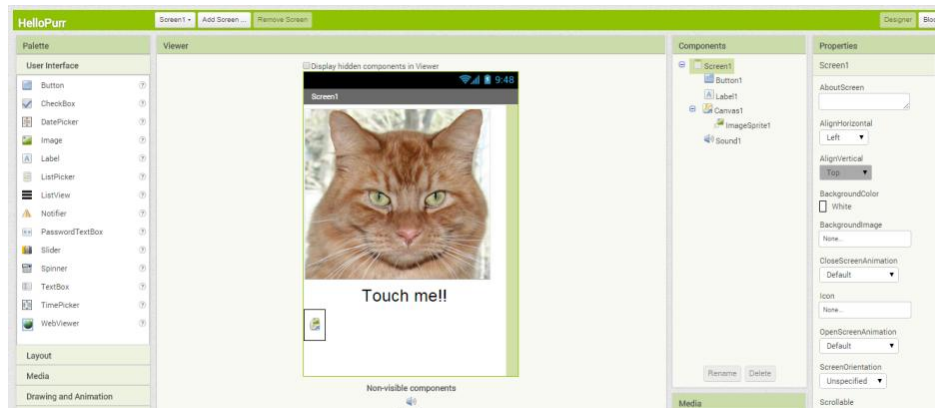 HelloPurr
Screen1
Add Screen ...
Remove Screen
Designer
Bloc
Palette
User Interface
Button
CheckBox
DatePicker
Image
Label
ListPicker
ListView
Notifier
PasswordTextBox
Slider
Spinner
TextBox
TimePicker
WebViewer
Layout
Media
Drawing and Animation
Viewer
Display hidden components in Viewer
9:48
Screen1
Touch me!!
Non-visible components
Components
Screen1
Button1
Label1
Canvas1
ImageSprite1
Sound1
Rename
Delete
Media
Properties
Screen1
AboutScreen
AlignHorizontal
Left
AlignVertical
Top
BackgroundColor
White
BackgroundImage
None...
CloseScreenAnimation
Default
Icon
None...
OpenScreenAnimation
Default
ScreenOrientation
Unspecified
Scrollable